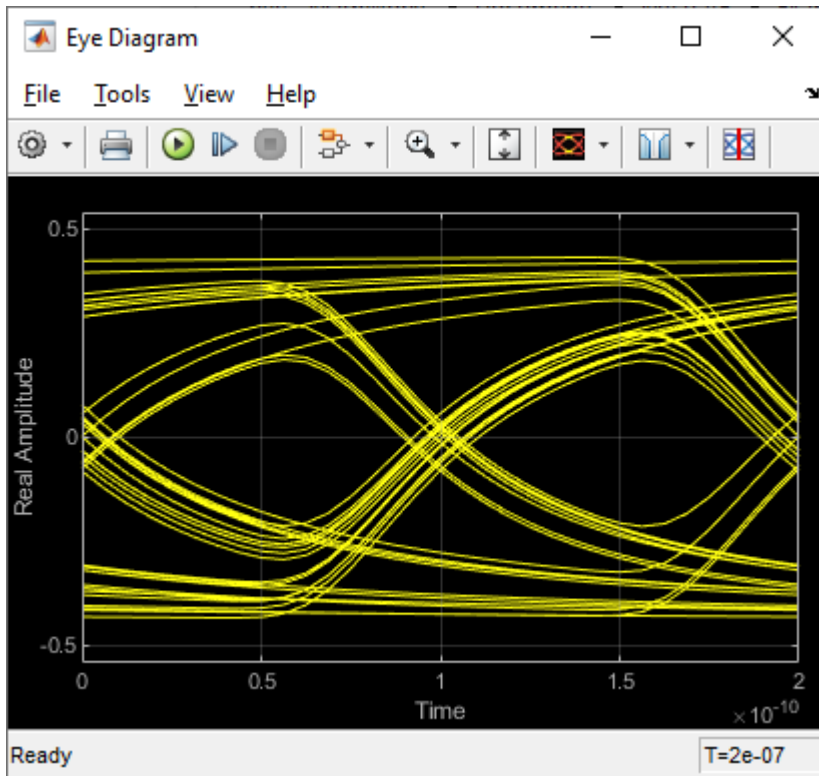 Eye Diagram
File Tools View Help
0.5
0
-0.5
Real Amplitude
0 0.5 1 1.5 2
Time
×10-10
Ready T=2e-07